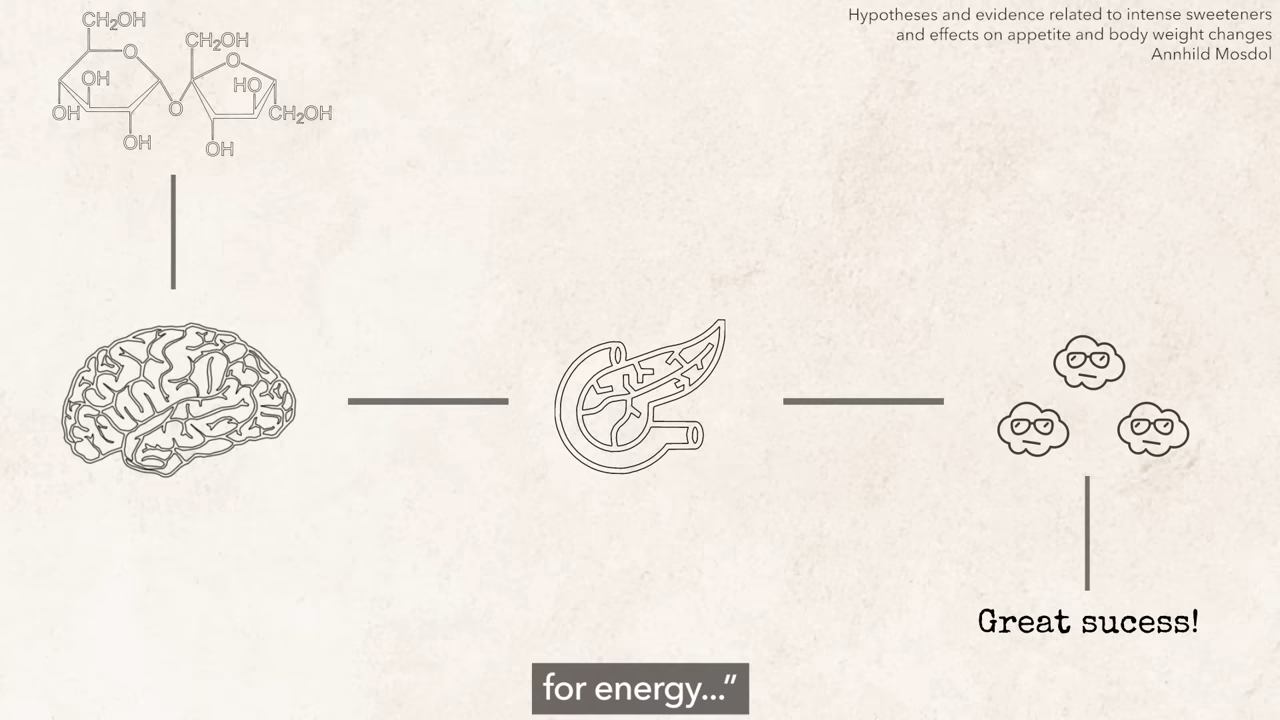 CH2OH
O
CH2OH
O
OH
HO
OH
O
CH2OH
OH
OH
Hypotheses and evidence related to intense sweeteners
and effects on appetite and body weight changes
Annhild Mosdol
Great sucess!
for energy..."